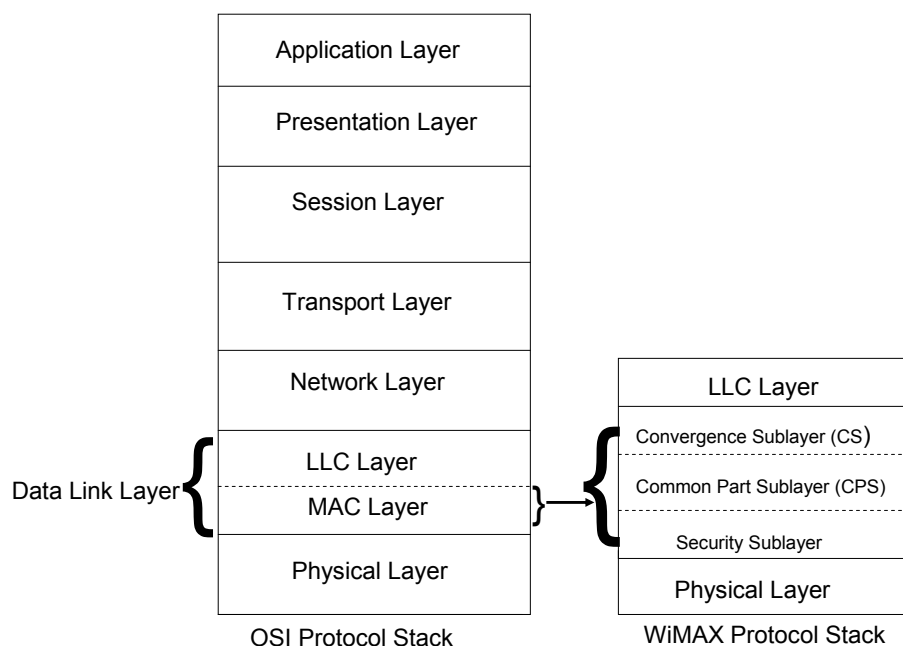 Application Layer
Presentation Layer
Session Layer
Transport Layer
Network Layer
LLC Layer
MAC Layer
Physical Layer
OSI Protocol Stack
Data Link Layer
LLC Layer
Convergence Sublayer (CS)
Common Part Sublayer (CPS)
Security Sublayer
Physical Layer
WiMAX Protocol Stack